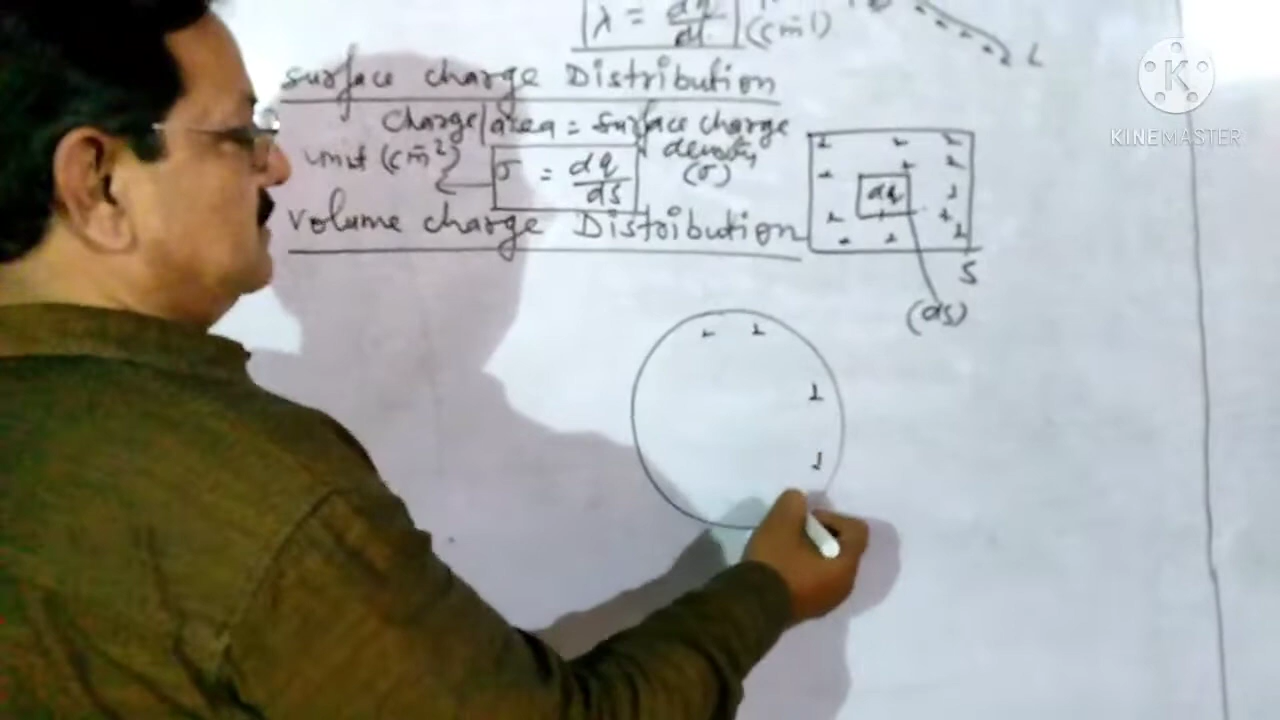 λ = dq/dl (cm̄1)
L
surface charge Distribution
charge/area = surface charge
unit (cm̄2) σ = dq/ds density
(σ)
dq
Volume charge Distribution
S
(ds)
K
KINEMASTER